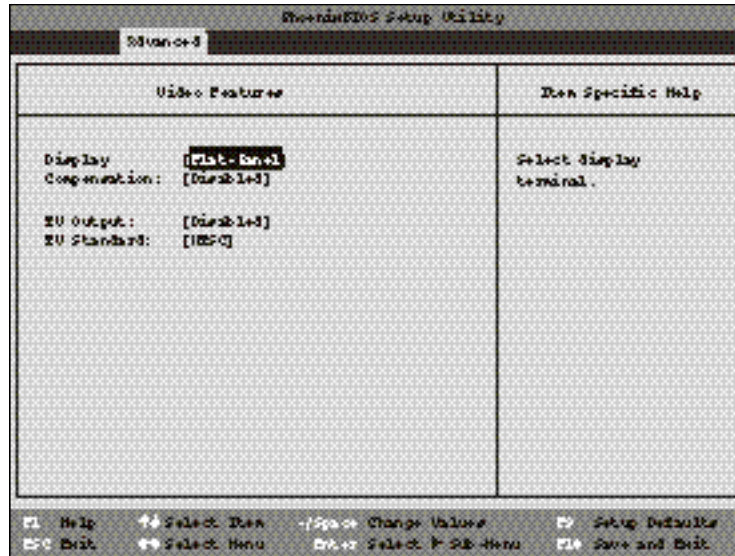 PhoenixBIOS Setup Utility
Advanced
Video Features
Item Specific Help
Display [Flat-Panel]
Compensation: [Disabled]
TV Output: [Disabled]
TV Standard: [NTSC]
Select display
terminal.
F1 Help ↑↓ Select Item -/Space Change Values F9 Setup Defaults
ESC Exit ←→ Select Menu Enter Select ▶ Sub-Menu F10 Save and Exit